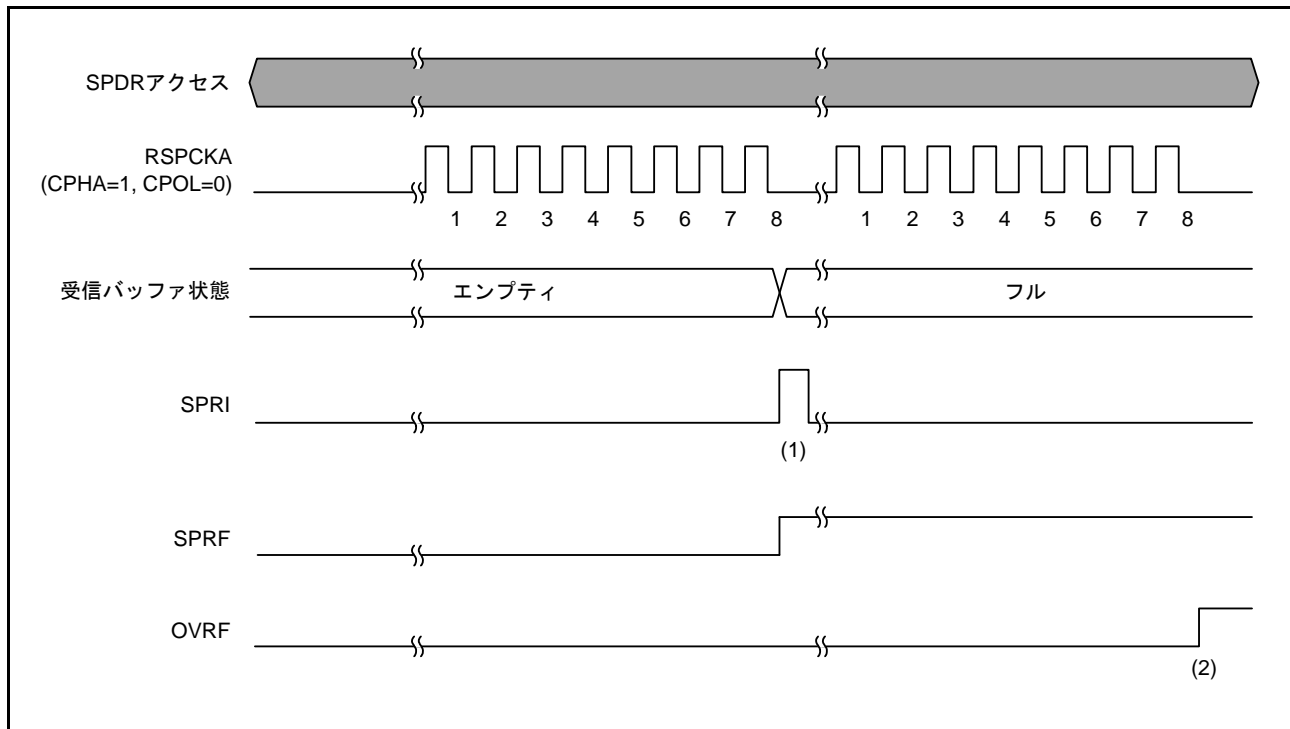 SPDRアクセス
RSPCKA
(CPHA=1, CPOL=0)
1 2 3 4 5 6 7 8 1 2 3 4 5 6 7 8
受信バッファ状態
エンプティ
フル
SPRI
(1)
SPRF
OVRF
(2)